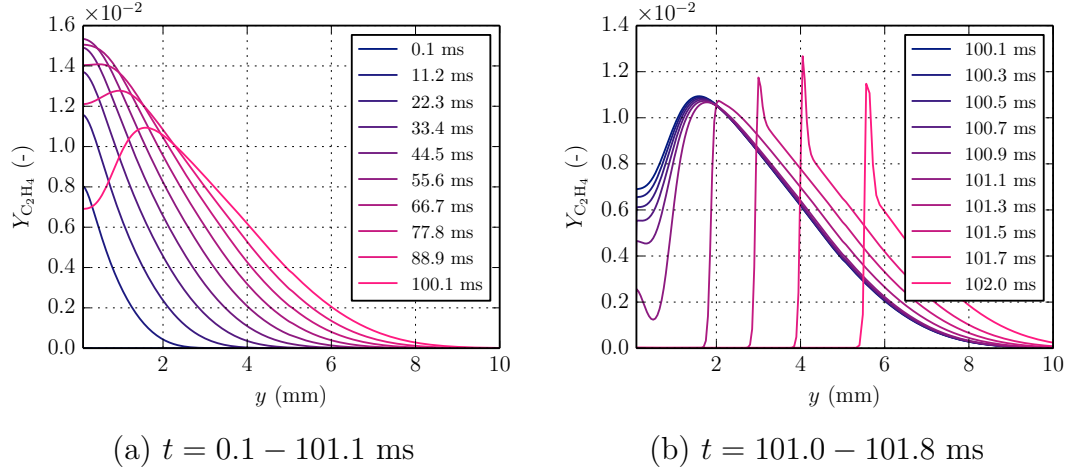 ×10⁻²
1.6
1.4
1.2
1.0
0.8
0.6
0.4
0.2
0.0
0
2
4
6
8
10
Y_{C₂H₄} (-)
y (mm)
0.1 ms
11.2 ms
22.3 ms
33.4 ms
44.5 ms
55.6 ms
66.7 ms
77.8 ms
88.9 ms
100.1 ms
(a) t = 0.1 − 101.1 ms
×10⁻²
1.4
1.2
1.0
0.8
0.6
0.4
0.2
0.0
0
2
4
6
8
10
Y_{C₂H₄} (-)
y (mm)
100.1 ms
100.3 ms
100.5 ms
100.7 ms
100.9 ms
101.1 ms
101.3 ms
101.5 ms
101.7 ms
102.0 ms
(b) t = 101.0 − 101.8 ms